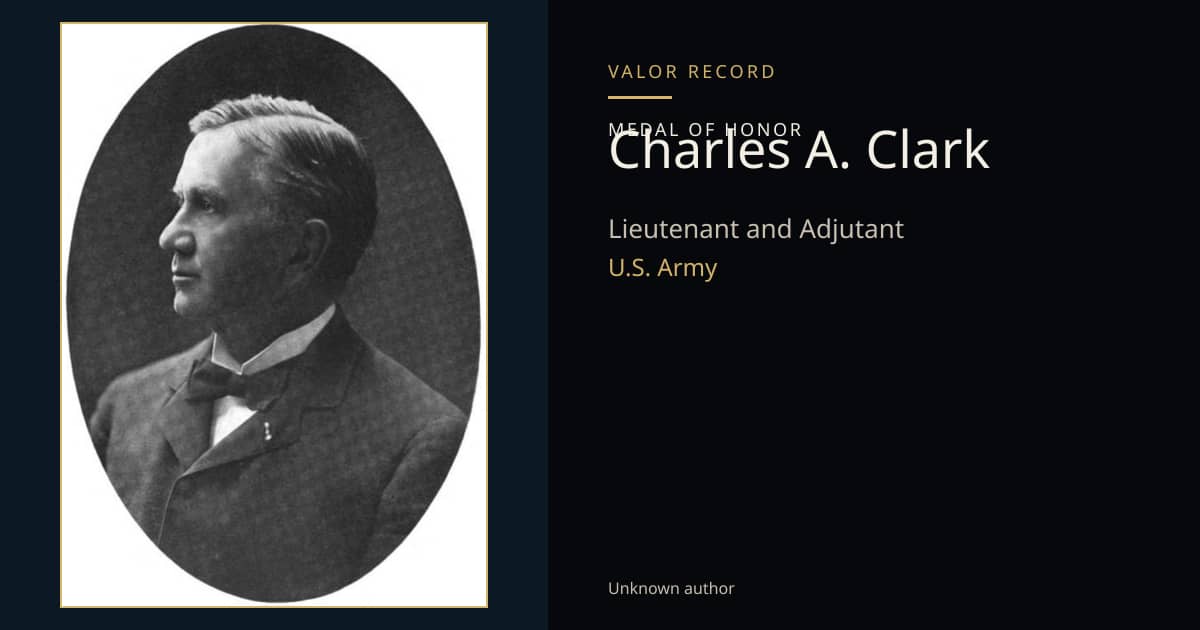 VALOR RECORD
MEDAL OF HONOR
Charles A. Clark
Lieutenant and Adjutant
U.S. Army
Unknown author